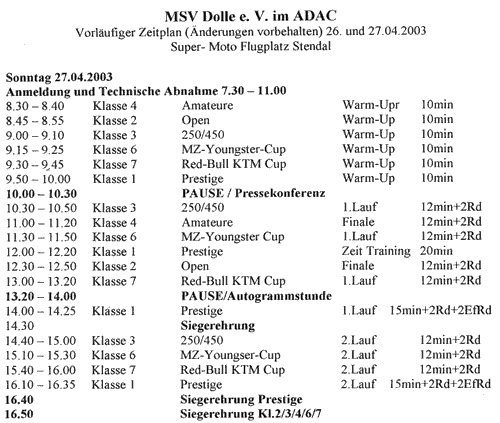 MSV Dolle e. V. im ADAC
Vorläufiger Zeitplan (Änderungen vorbehalten) 26. und 27.04.2003
Super- Moto Flugplatz Stendal
Sonntag 27.04.2003
Anmeldung und Technische Abnahme 7.30 – 11.00
8.30 – 8.40 Klasse 4 Amateure Warm-Upr 10min
8.45 – 8.55 Klasse 2 Open Warm-Up 10min
9.00 – 9.10 Klasse 3 250/450 Warm-Up 10min
9.15 – 9.25 Klasse 6 MZ-Youngster-Cup Warm-Up 10min
9.30 – 9.45 Klasse 7 Red-Bull KTM Cup Warm-Up 10min
9.50 – 10.00 Klasse 1 Prestige Warm-Up 10min
10.00 – 10.30 PAUSE / Pressekonferenz
10.30 – 10.50 Klasse 3 250/450 1.Lauf 12min+2Rd
11.00 – 11.20 Klasse 4 Amateure Finale 12min+2Rd
11.30 – 11.50 Klasse 6 MZ-Youngster Cup 1.Lauf 12min+2Rd
12.00 – 12.20 Klasse 1 Prestige Zeit Training 20min
12.30 – 12.50 Klasse 2 Open Finale 12min+2Rd
13.00 – 13.20 Klasse 7 Red-Bull KTM Cup 1.Lauf 12min+2Rd
13.20 – 14.00 PAUSE/Autogrammstunde
14.00 – 14.25 Klasse 1 Prestige 1.Lauf 15min+2Rd+2EfRd
14.30 Siegerehrung
14.40 – 15.00 Klasse 3 250/450 2.Lauf 12min+2Rd
15.10 – 15.30 Klasse 6 MZ-Youngser-Cup 2.Lauf 12min+2Rd
15.40 – 16.00 Klasse 7 Red-Bull KTM Cup 2.Lauf 12min+2Rd
16.10 – 16.35 Klasse 1 Prestige 2.Lauf 15min+2Rd+2EsRd
16.40 Siegerehrung Prestige
16.50 Siegerehrung Kl.2/3/4/6/7